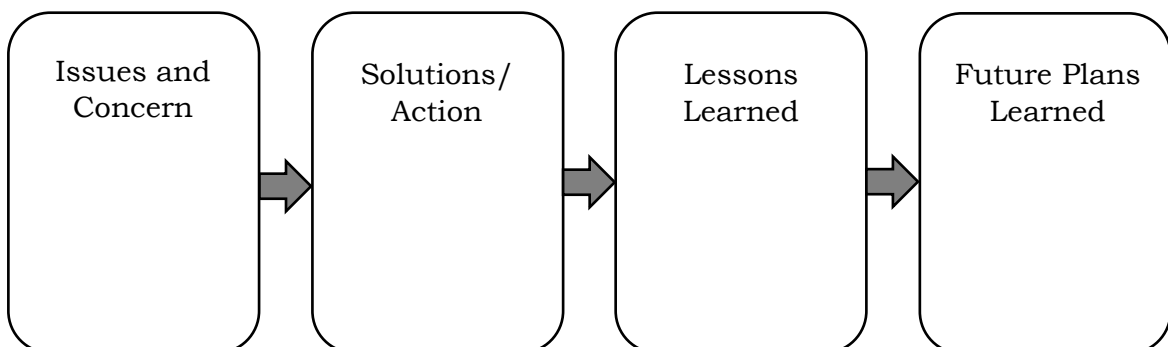 Issues and
Concern
Solutions/
Action
Lessons
Learned
Future Plans
Learned